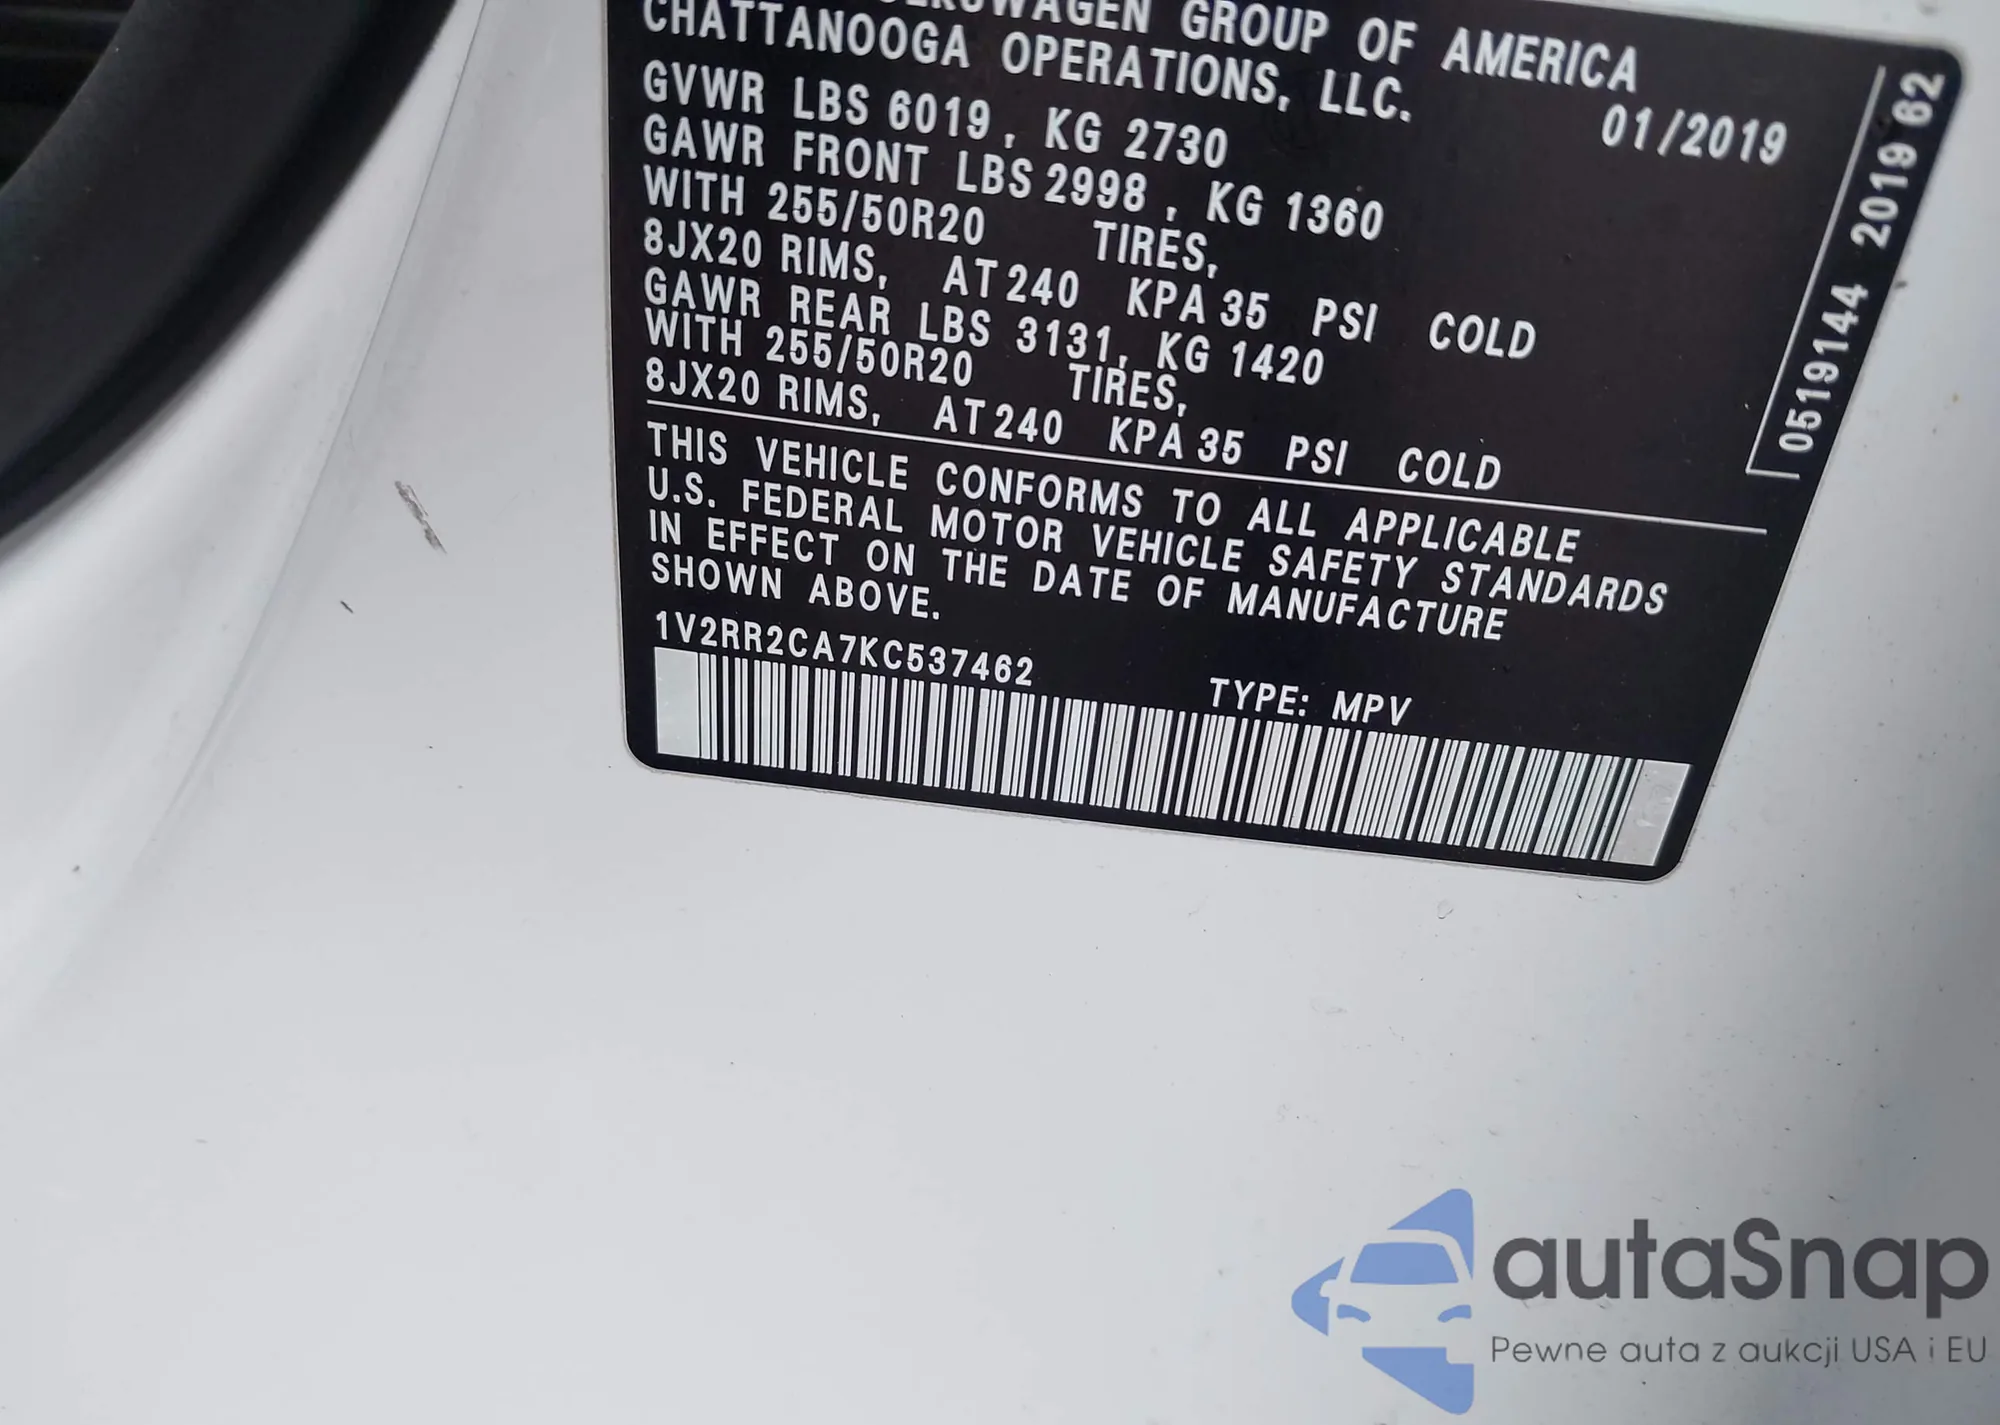 VOLKSWAGEN GROUP OF AMERICA
CHATTANOOGA OPERATIONS, LLC.
01/2019
GVWR LBS 6019, KG 2730
GAWR FRONT LBS 2998, KG 1360
WITH 255/50R20 TIRES,
8JX20 RIMS, AT 240 KPA 35 PSI COLD
GAWR REAR LBS 3131, KG 1420
WITH 255/50R20 TIRES,
8JX20 RIMS, AT 240 KPA 35 PSI COLD
THIS VEHICLE CONFORMS TO ALL APPLICABLE
U.S. FEDERAL MOTOR VEHICLE SAFETY STANDARDS
IN EFFECT ON THE DATE OF MANUFACTURE
SHOWN ABOVE.
1V2RR2CA7KC537462
TYPE: MPV
0519144 2019 62
autaSnap
Pewne auta z aukcji USA i EU